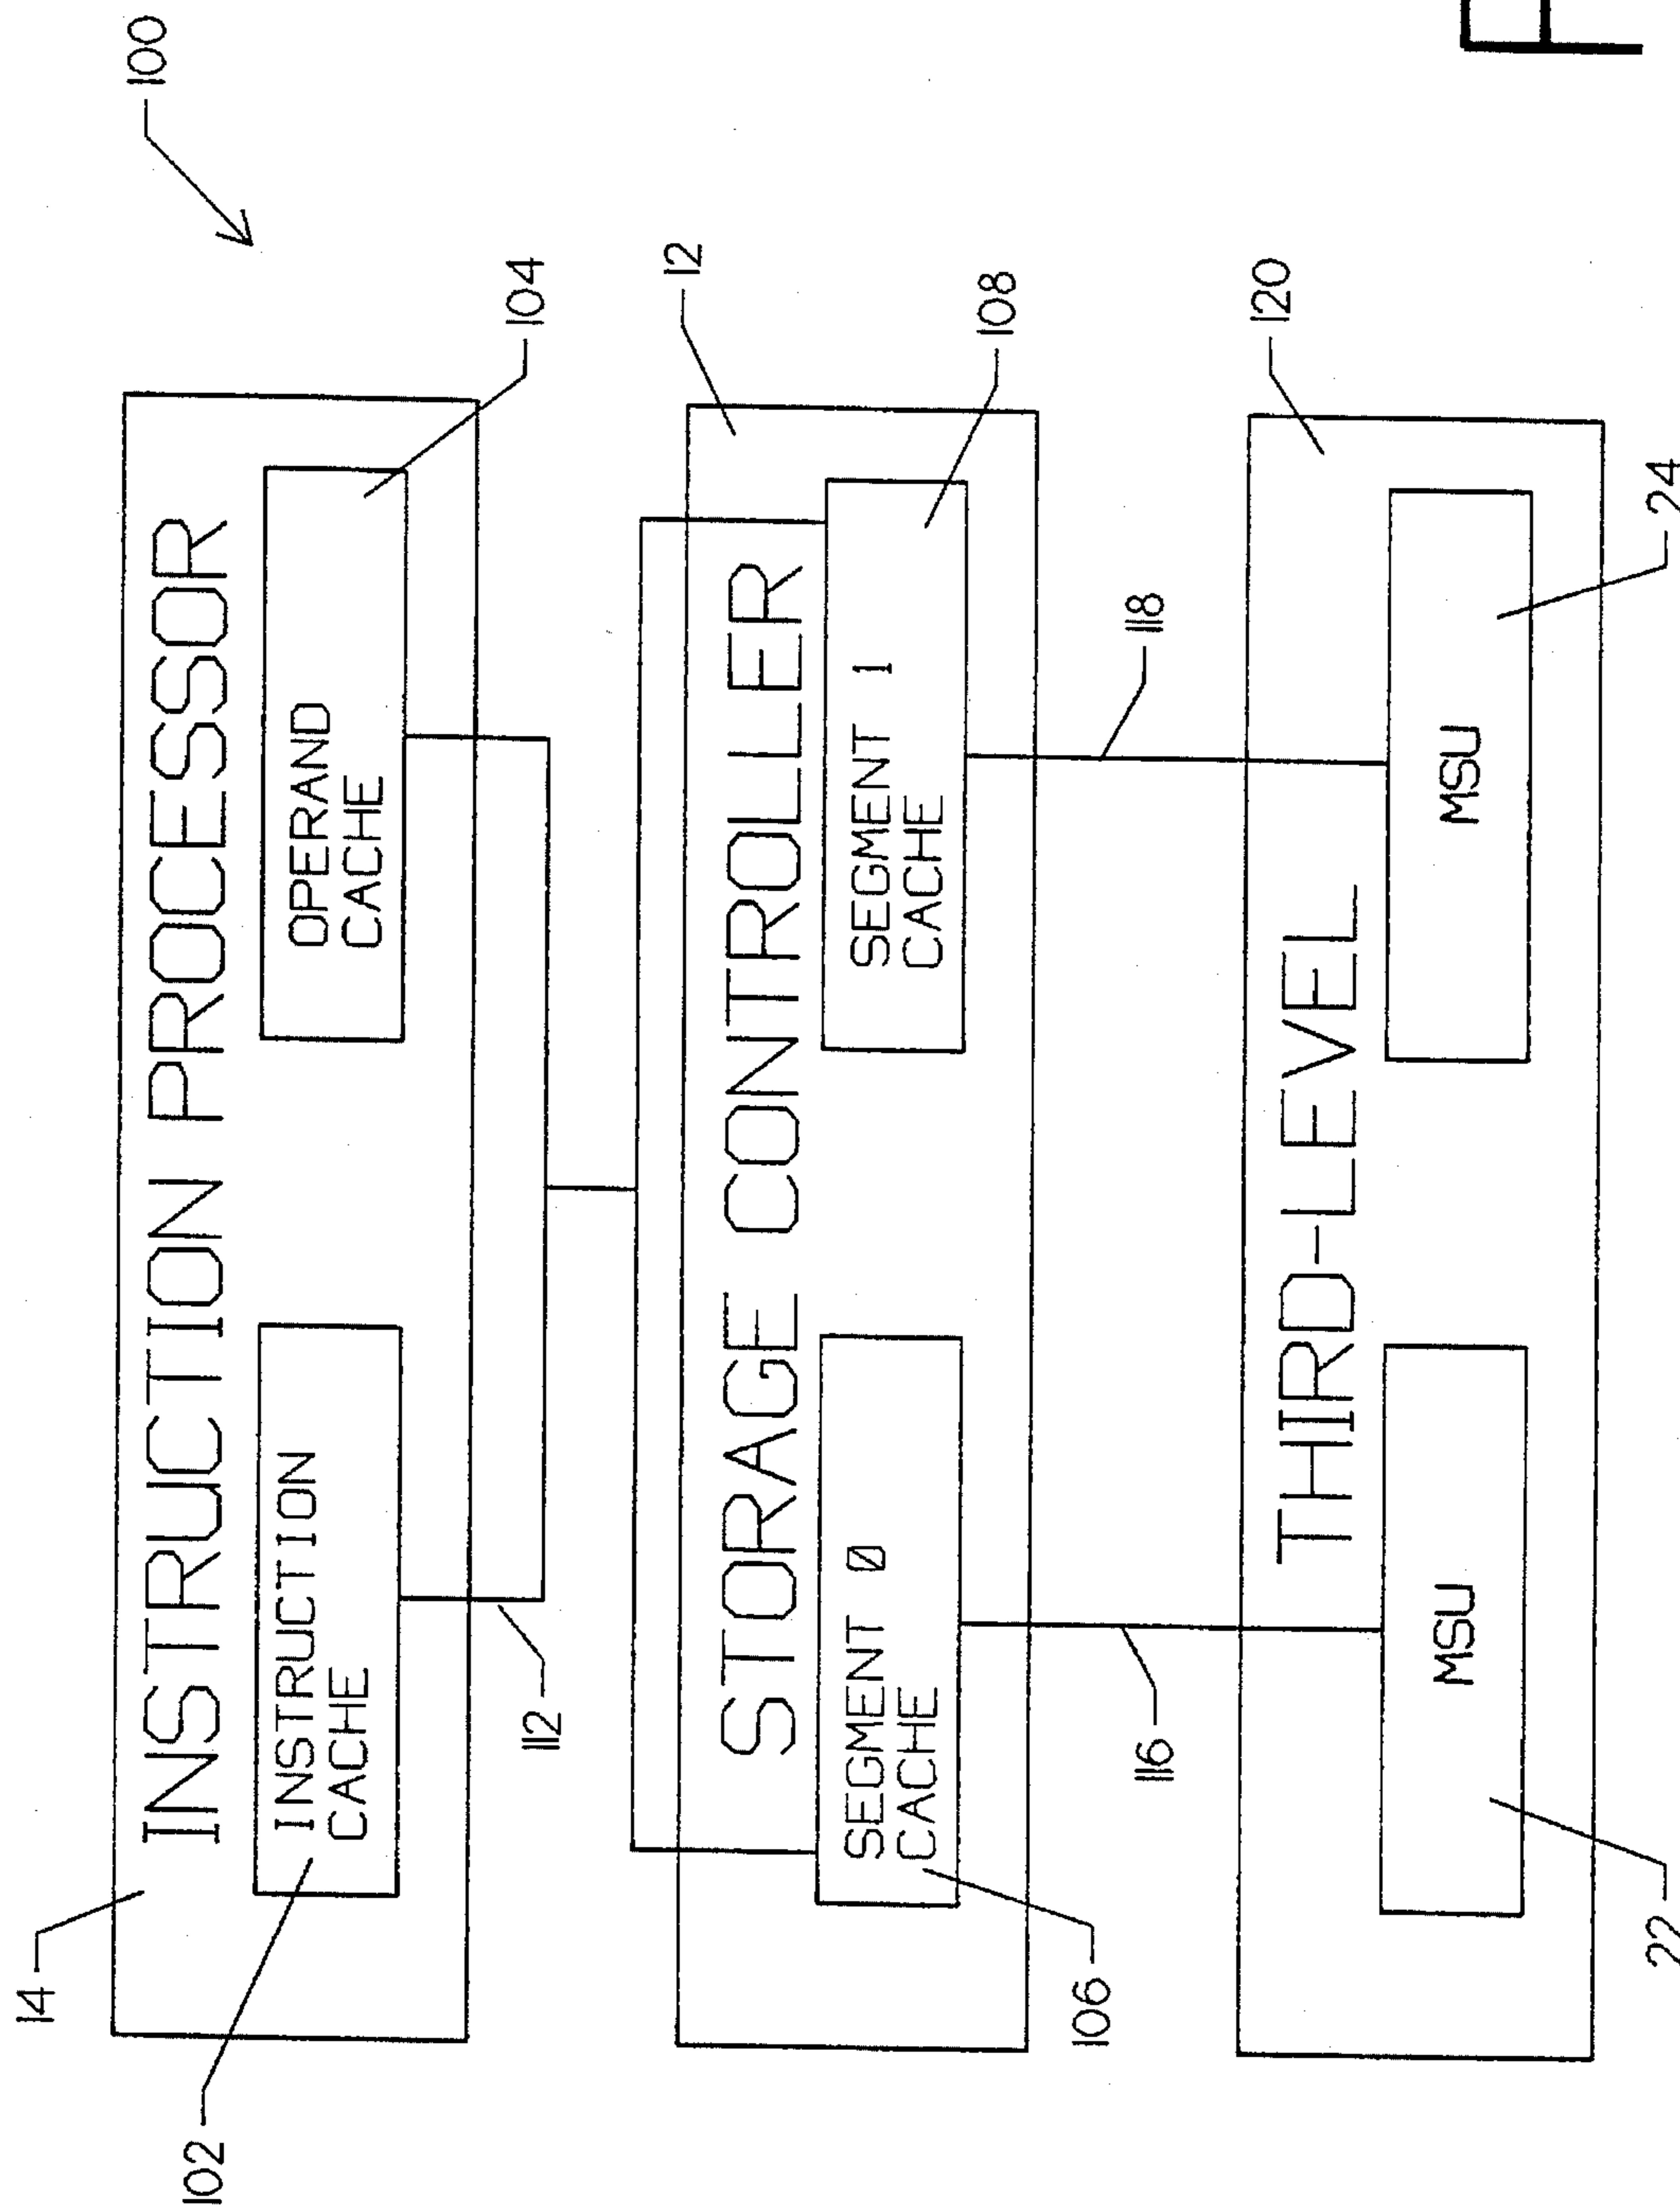 100
14
INSTRUCTION PROCESSOR
102
INSTRUCTION
CACHE
OPERAND
CACHE
104
112
12
STORAGE CONTROLLER
SEGMENT 0
CACHE
SEGMENT 1
CACHE
106
108
116
118
120
THIRD-LEVEL
MSU
MSU
22
24
F